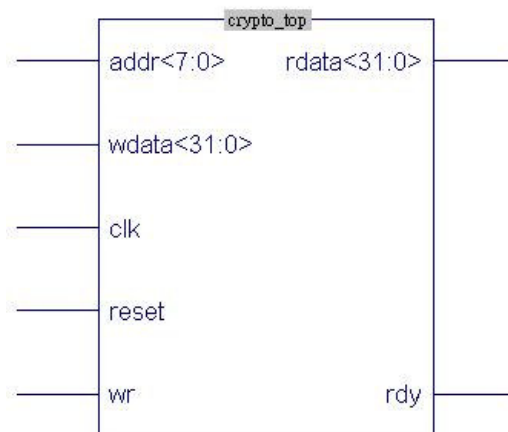 crypto_top
addr<7:0> rdata<31:0>
wdata<31:0>
clk
reset
wr rdy